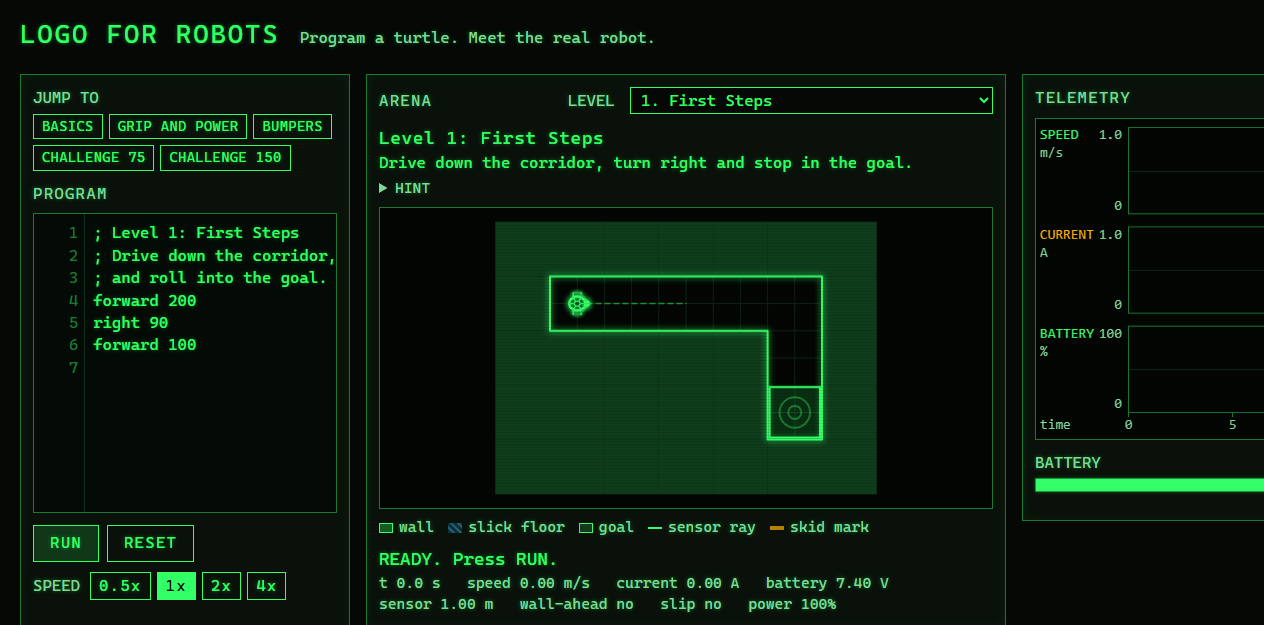 LOGO FOR ROBOTS Program a turtle. Meet the real robot.
JUMP TO
BASICS GRIP AND POWER BUMPERS
CHALLENGE 75 CHALLENGE 150
PROGRAM
1 ; Level 1: First Steps
2 ; Drive down the corridor,
3 ; and roll into the goal.
4 forward 200
5 right 90
6 forward 100
7
RUN RESET
SPEED 0.5x 1x 2x 4x
ARENA LEVEL 1. First Steps
Level 1: First Steps
Drive down the corridor, turn right and stop in the goal.
HINT
wall slick floor goal sensor ray skid mark
READY. Press RUN.
t 0.0 s speed 0.00 m/s current 0.00 A battery 7.40 V
sensor 1.00 m wall-ahead no slip no power 100%
TELEMETRY
SPEED 1.0
m/s
0
CURRENT 1.0
A
0
BATTERY 100
%
0
time 0 5
BATTERY